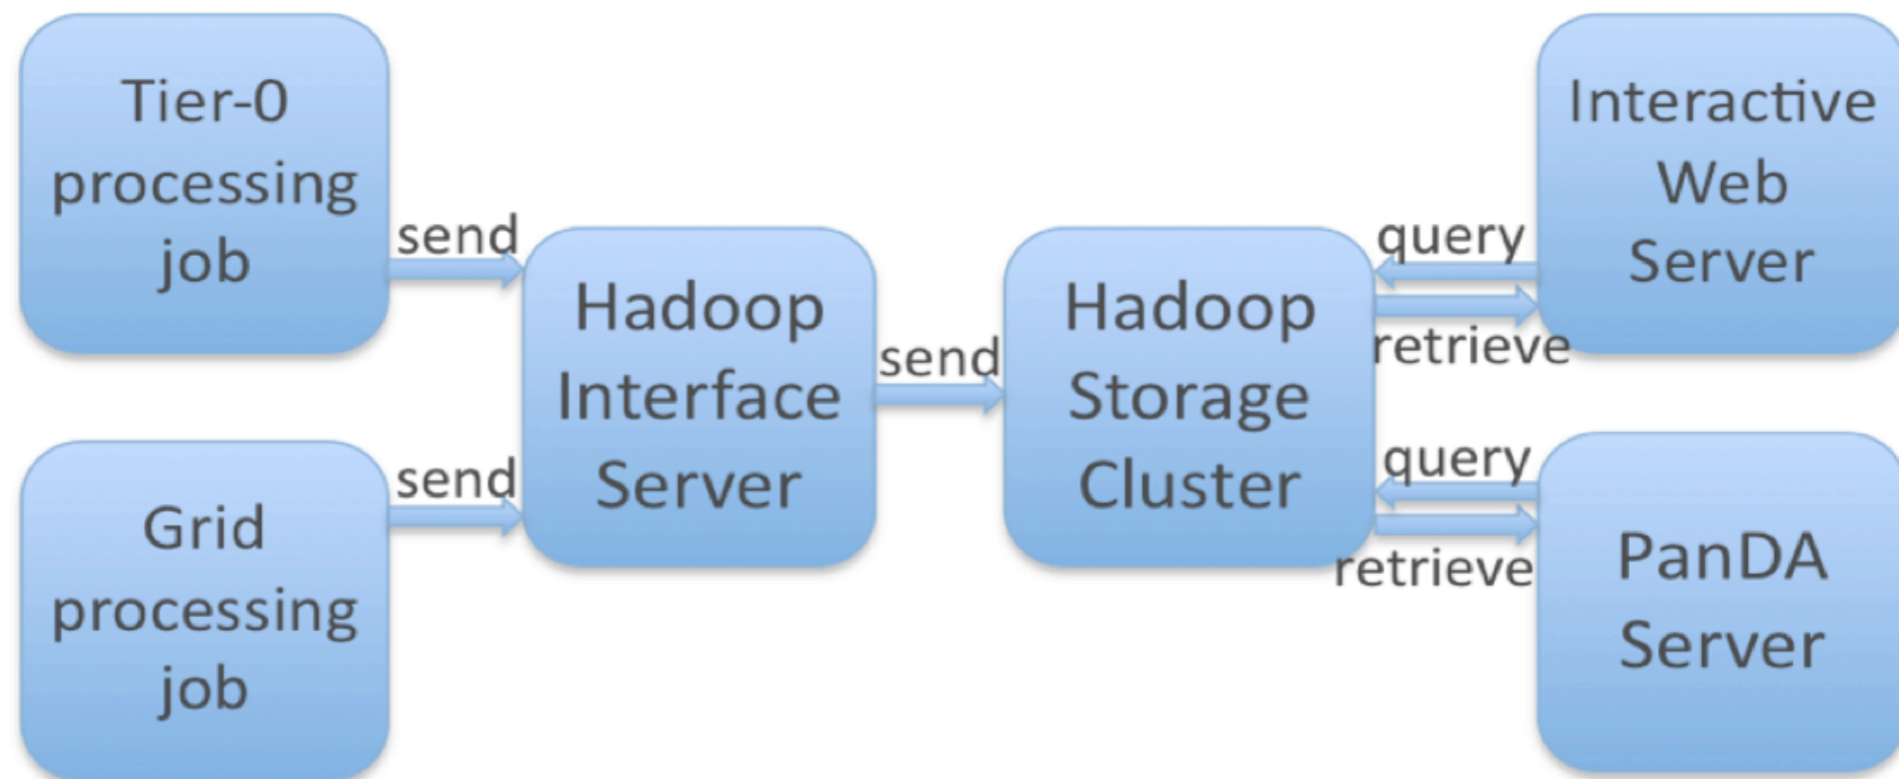 Tier-0
processing
job
send
Grid
processing
job
send
Hadoop
Interface
Server
send
Hadoop
Storage
Cluster
query
retrieve
Interactive
Web
Server
query
retrieve
PanDA
Server